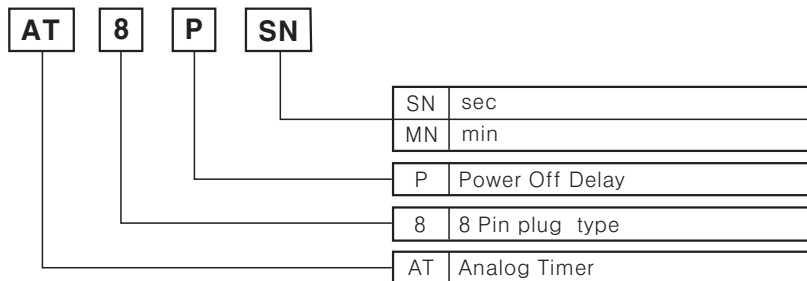 AT 8 P SN
SN sec
MN min
P Power Off Delay
8 8 Pin plug type
AT Analog Timer